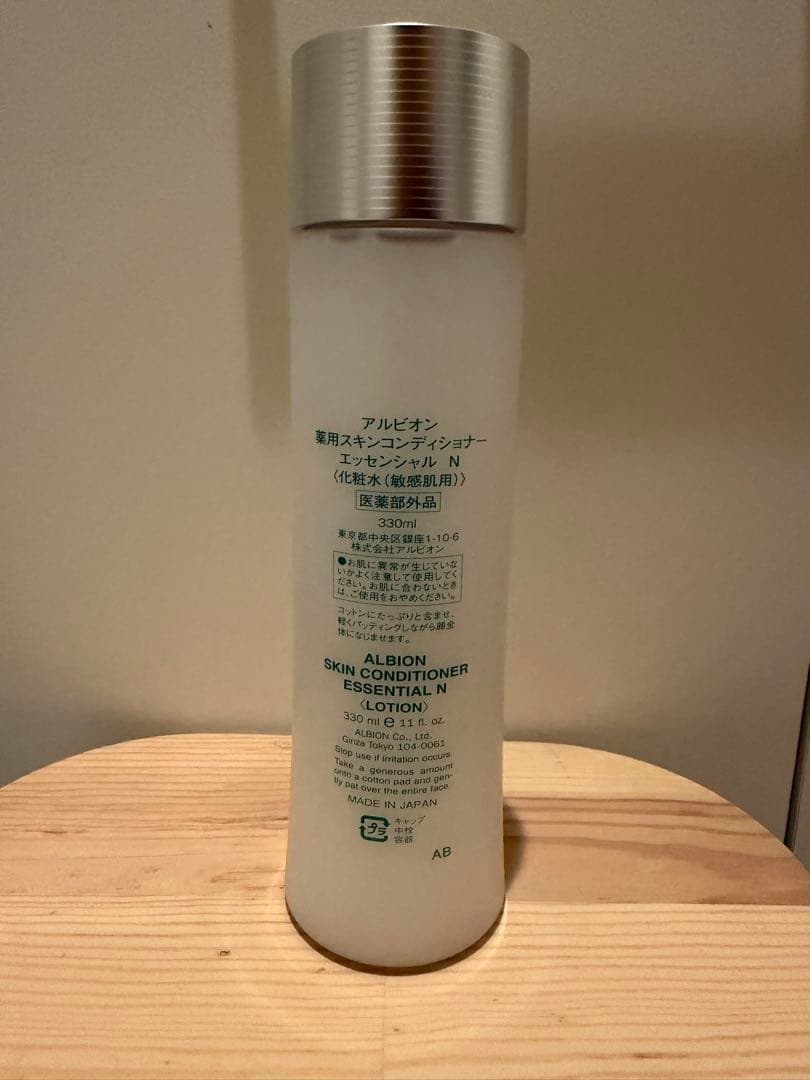 アルビオン
薬用スキンコンディショナー
エッセンシャル N
〈化粧水（敏感肌用）〉
医薬部外品
330ml
東京都中央区銀座1-10-6
株式会社アルビオン
●お肌に異常が生じていな
いかよく注意して使用してく
ださい。お肌に合わないとき
は、ご使用をおやめください。
コットンにたっぷりと含ませ、
軽くパッティングしながら顔全
体になじませます。
ALBION
SKIN CONDITIONER
ESSENTIAL N
〈LOTION〉
330 ml ℮ 11 fl. oz.
ALBION Co., Ltd.
Ginza Tokyo 104-0061
Stop use if irritation occurs.
Take a generous amount
onto a cotton pad and gen-
tly pat over the entire face.
MADE IN JAPAN
プラ
キャップ
中栓
容器
AB